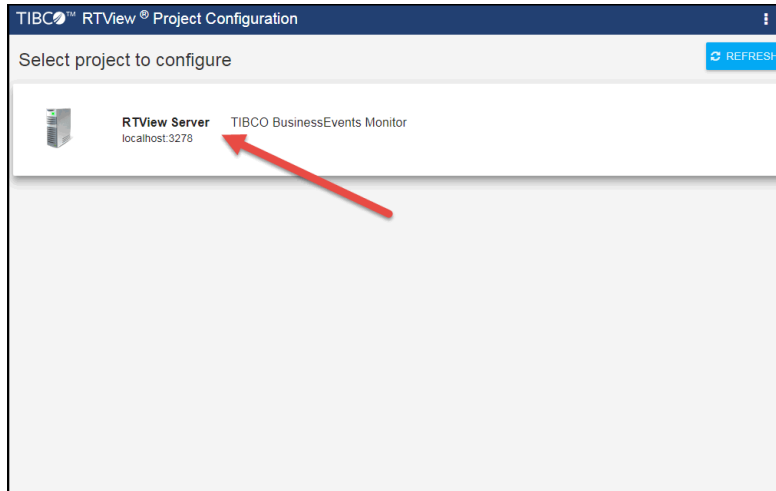 TIBCO™ RTView ® Project Configuration
Select project to configure
REFRESH
RTView Server TIBCO BusinessEvents Monitor
localhost:3278